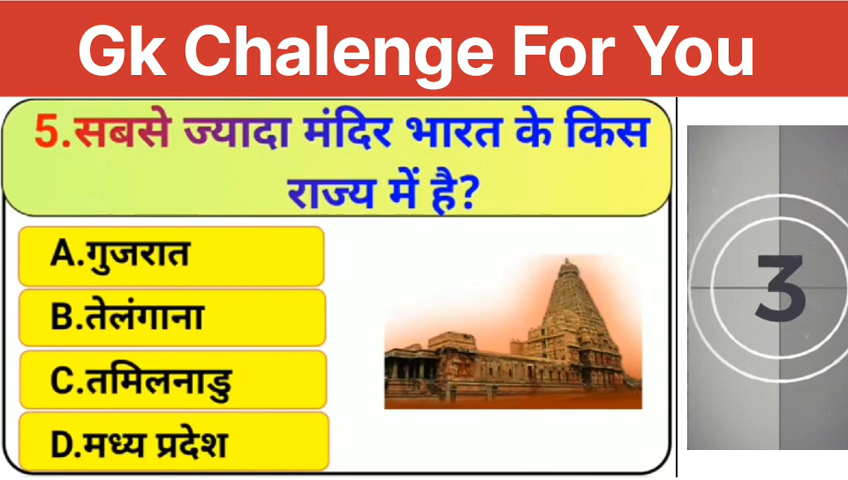 Gk Chalenge For You
5.सबसे ज्यादा मंदिर भारत के किस
राज्य में है?
A.गुजरात
B.तेलंगाना
C.तमिलनाडु
D.मध्य प्रदेश
3